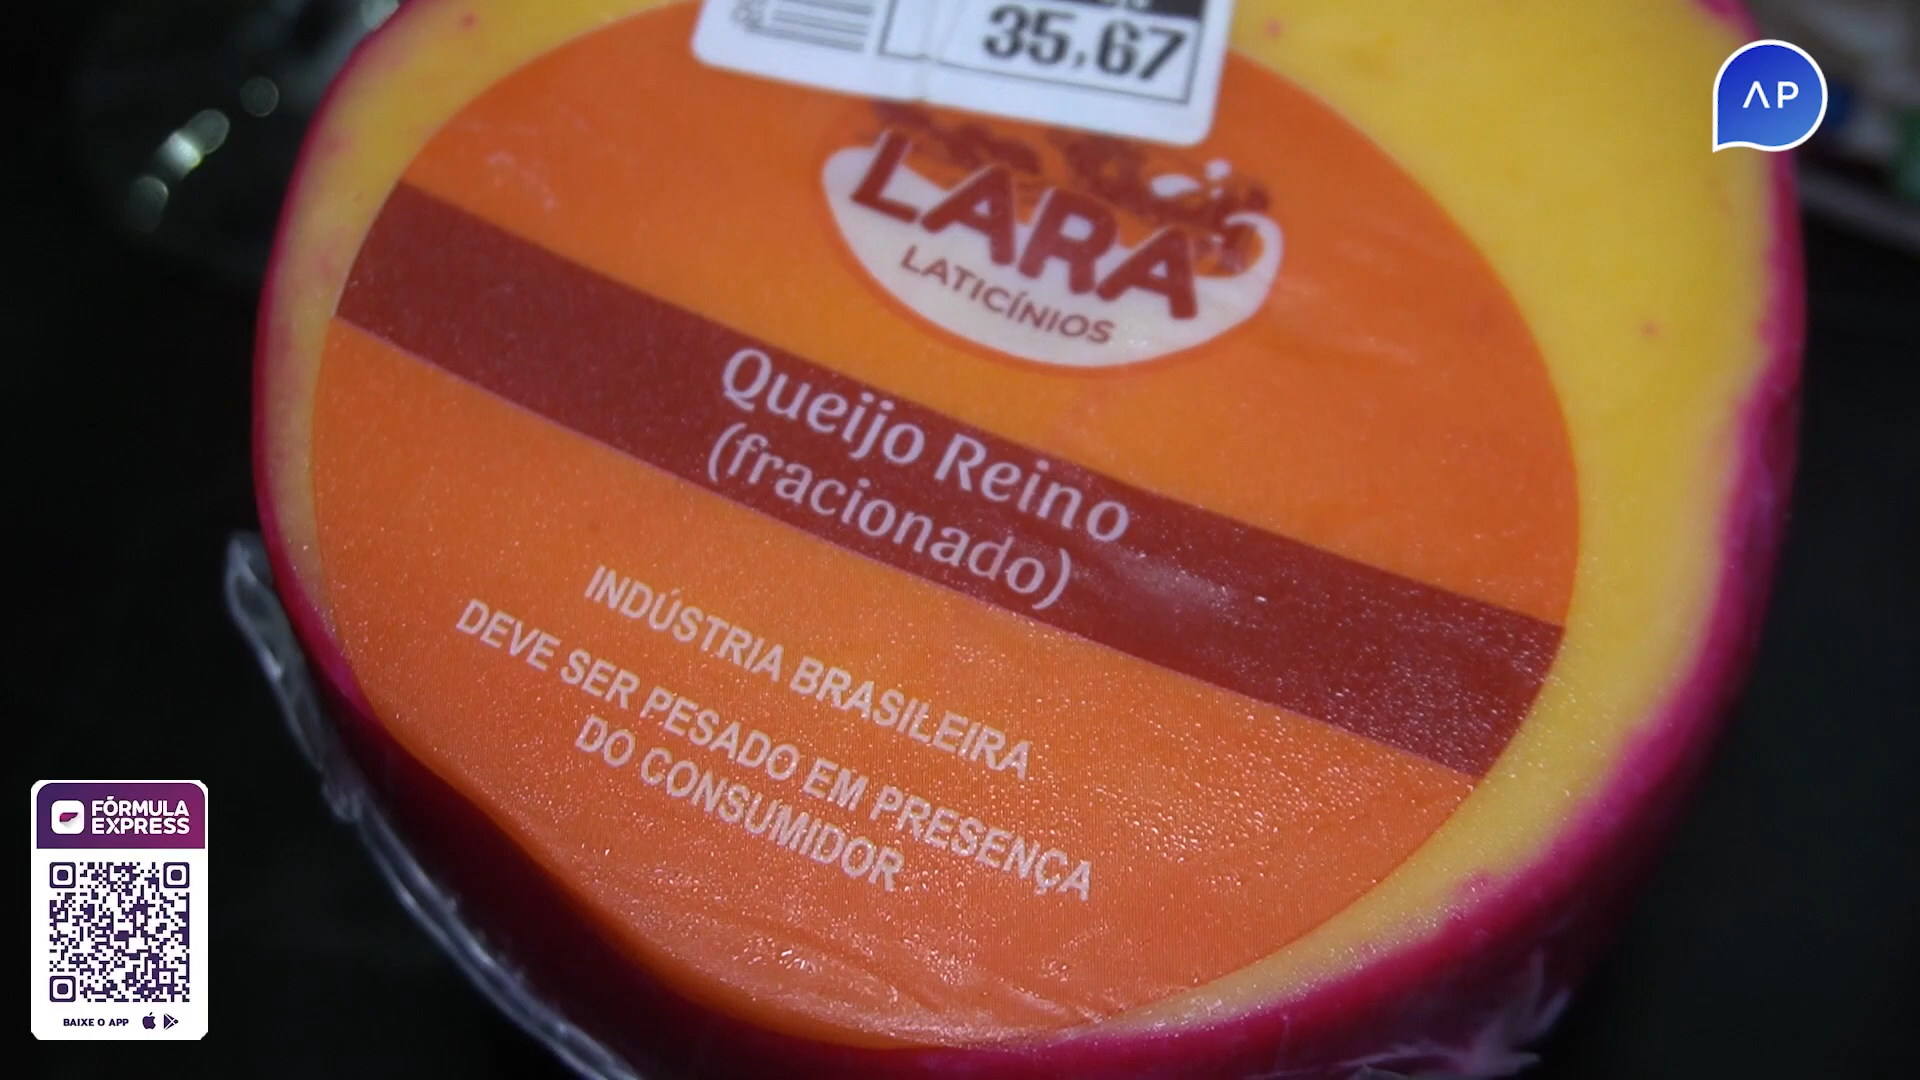 35,67
AP
LARA
LATICÍNIOS
Queijo Reino
(fracionado)
INDÚSTRIA BRASILEIRA
DEVE SER PESADO EM PRESENÇA
DO CONSUMIDOR
FÓRMULA
EXPRESS
BAIXE O APP